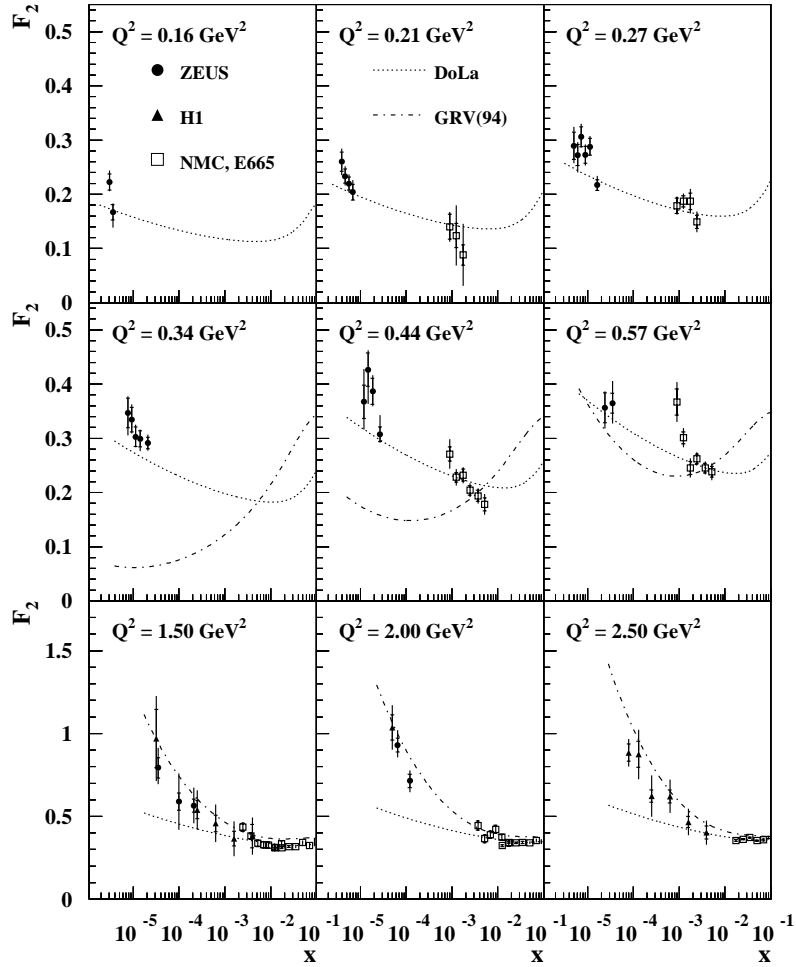 F₂
0.5
0.4
0.3
0.2
0.1
0
Q² = 0.16 GeV²
ZEUS
H1
NMC, E665
Q² = 0.21 GeV²
DoLa
GRV(94)
Q² = 0.27 GeV²
F₂
0.5
0.4
0.3
0.2
0.1
0
Q² = 0.34 GeV²
Q² = 0.44 GeV²
Q² = 0.57 GeV²
F₂
1.5
1
0.5
0
Q² = 1.50 GeV²
Q² = 2.00 GeV²
Q² = 2.50 GeV²
10⁻⁵ 10⁻⁴ 10⁻³ 10⁻² 10⁻¹ 10⁻⁵ 10⁻⁴ 10⁻³ 10⁻² 10⁻¹ 10⁻⁵ 10⁻⁴ 10⁻³ 10⁻² 10⁻¹
x x x